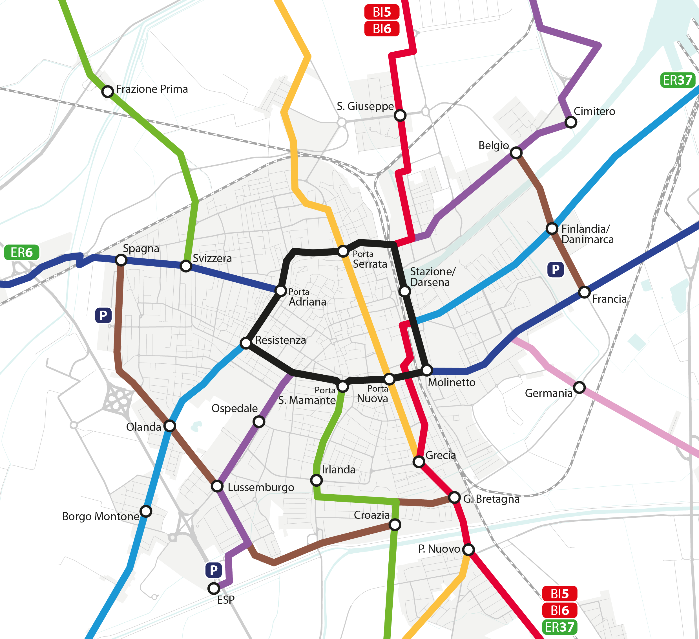 BI5
BI6
ER37
Frazione Prima
S. Giuseppe
Cimitero
Belgio
Finlandia/
Danimarca
ER6
Spagna
Svizzera
Porta
Serrata
Stazione/
Darsena
P
Porta
Adriana
Francia
P
Resistenza
Molinetto
Porta
S. Mamante
Porta
Nuova
Germania
Ospedale
Olanda
Grecia
Irlanda
Lussemburgo
G. Bretagna
Borgo Montone
Croazia
P. Nuovo
P
ESP
BI5
BI6
ER37